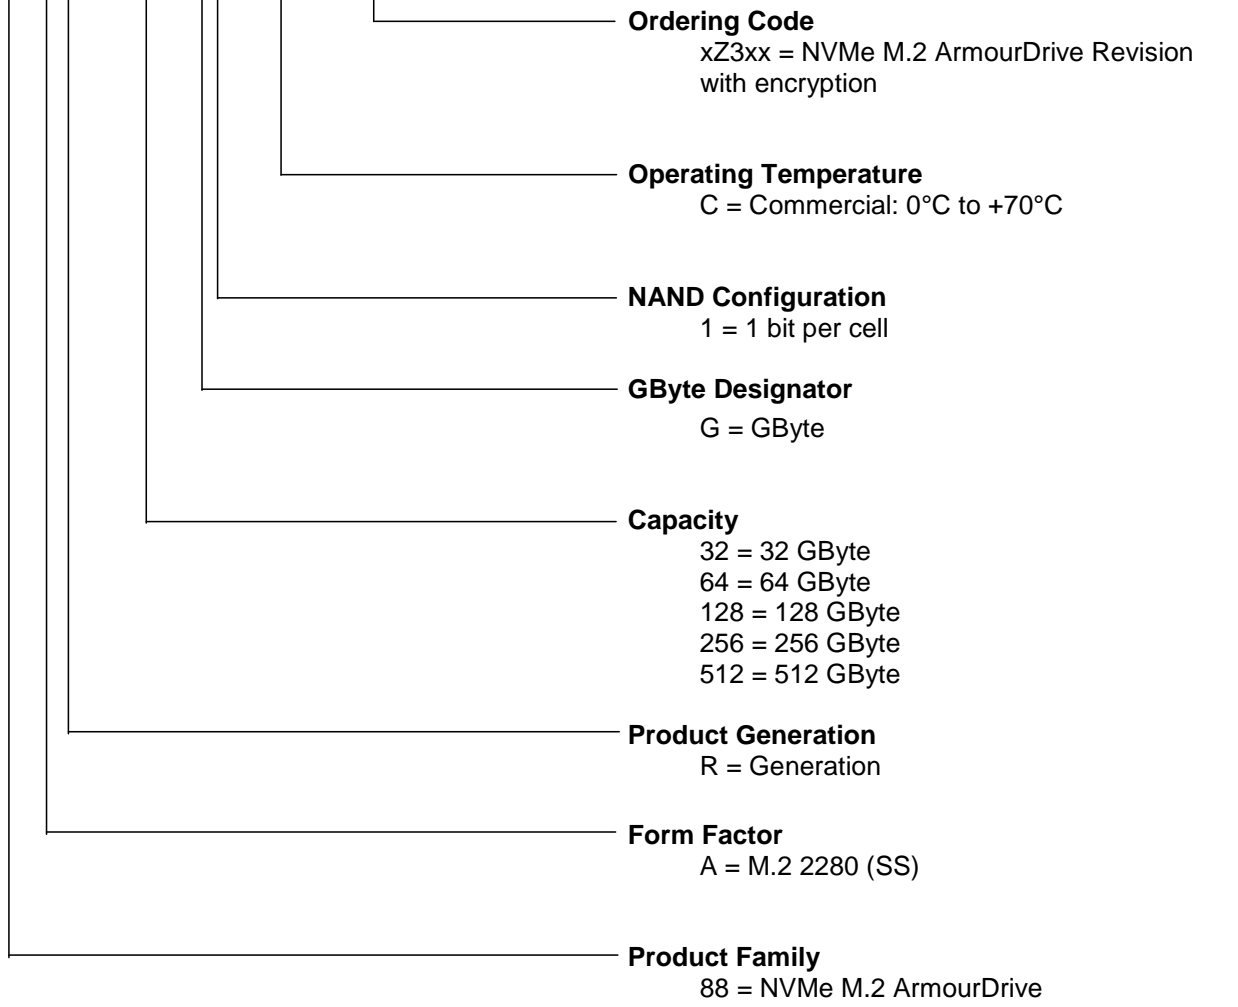 Ordering Code
xZ3xx = NVMe M.2 ArmourDrive Revision
with encryption
Operating Temperature
C = Commercial: 0°C to +70°C
NAND Configuration
1 = 1 bit per cell
GByte Designator
G = GByte
Capacity
32 = 32 GByte
64 = 64 GByte
128 = 128 GByte
256 = 256 GByte
512 = 512 GByte
Product Generation
R = Generation
Form Factor
A = M.2 2280 (SS)
Product Family
88 = NVMe M.2 ArmourDrive